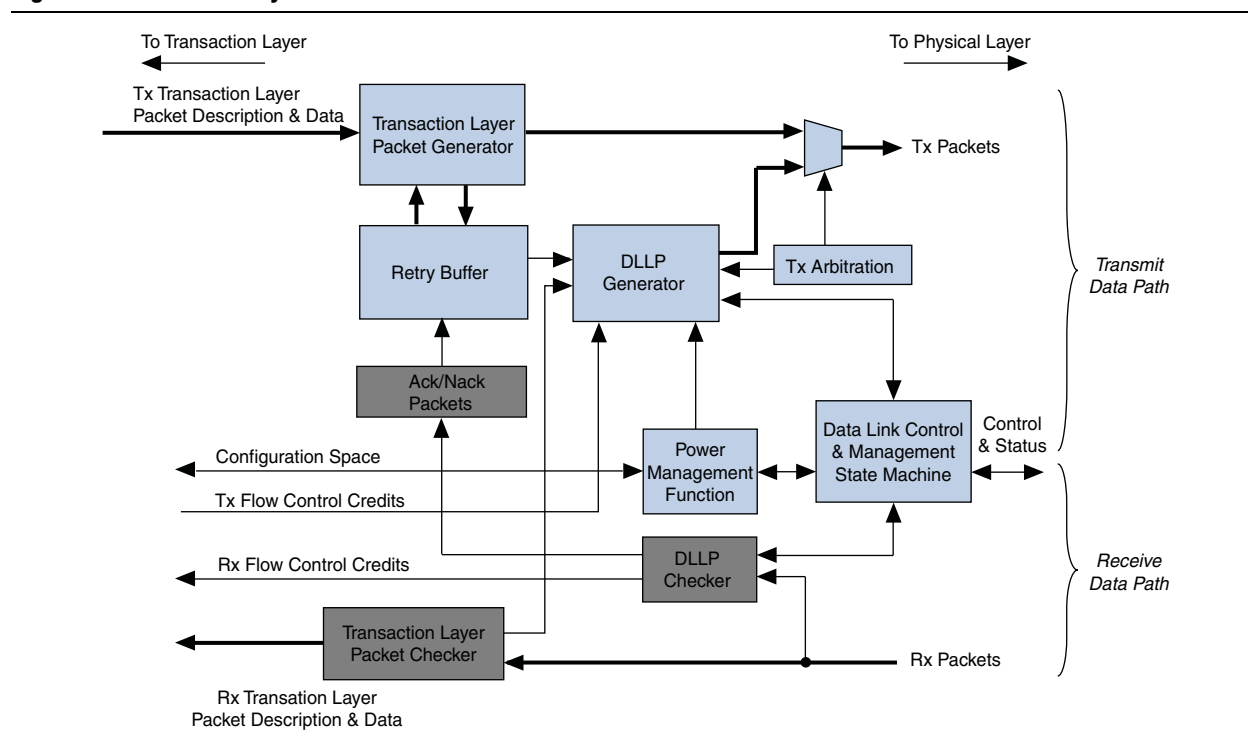 To Transaction Layer
To Physical Layer
Tx Transaction Layer
Packet Description & Data
Transaction Layer
Packet Generator
Tx Packets
Retry Buffer
DLLP
Generator
Tx Arbitration
Transmit
Data Path
Ack/Nack
Packets
Configuration Space
Power
Management
Function
Data Link Control
& Management
State Machine
Control
& Status
Tx Flow Control Credits
Rx Flow Control Credits
DLLP
Checker
Receive
Data Path
Transaction Layer
Packet Checker
Rx Packets
Rx Transation Layer
Packet Description & Data